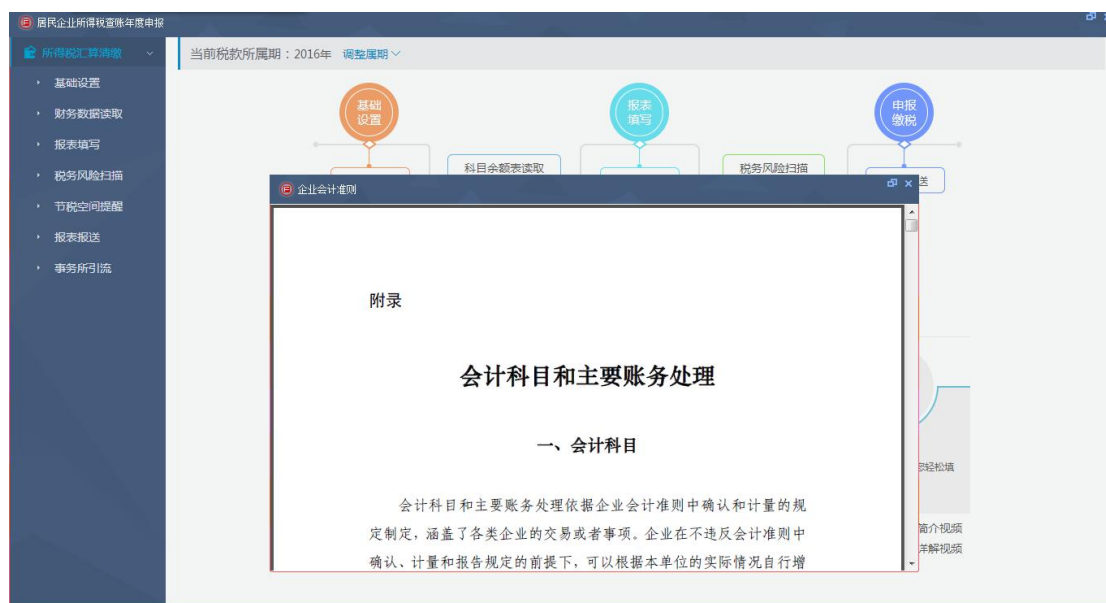 居民企业所得税查账年度申报
所得税汇算清缴
基础设置
财务数据读取
报表填写
税务风险扫描
节税空间提醒
报表报送
事务所引流
当前税款所属期：2016年 调整属期
基础
设置
报表
填写
申报
缴税
科目余额表读取
税务风险扫描
送
企业会计准则
附录
会计科目和主要账务处理
一、会计科目
会计科目和主要账务处理依据企业会计准则中确认和计量的规
定制定，涵盖了各类企业的交易或者事项。企业在不违反会计准则中
确认、计量和报告规定的前提下，可以根据本单位的实际情况自行增
轻松填
简介视频
详解视频